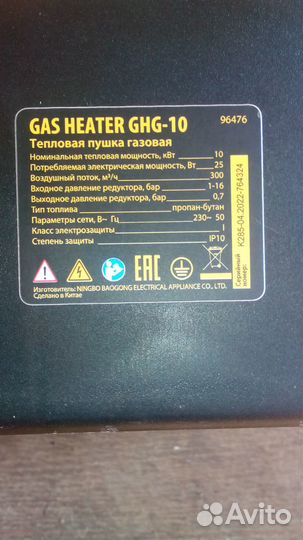 GAS HEATER GHG-10 96476
Тепловая пушка газовая
Номинальная тепловая мощность, кВт 10
Потребляемая электрическая мощность, Вт 25
Воздушный поток, м³/ч 300
Входное давление редуктора, бар 1-16
Выходное давление редуктора, бар 0,7
Тип топлива пропан-бутан
Параметры сети, В~ Гц 230~ 50
Класс электрозащиты I
Степень защиты IP10
EAC
Изготовитель: NINGBO BAOGONG ELECTRICAL APPLIANCE CO., LTD.
Сделано в Китае
Серийный
номер:
K285-04.2022-764324
Avito